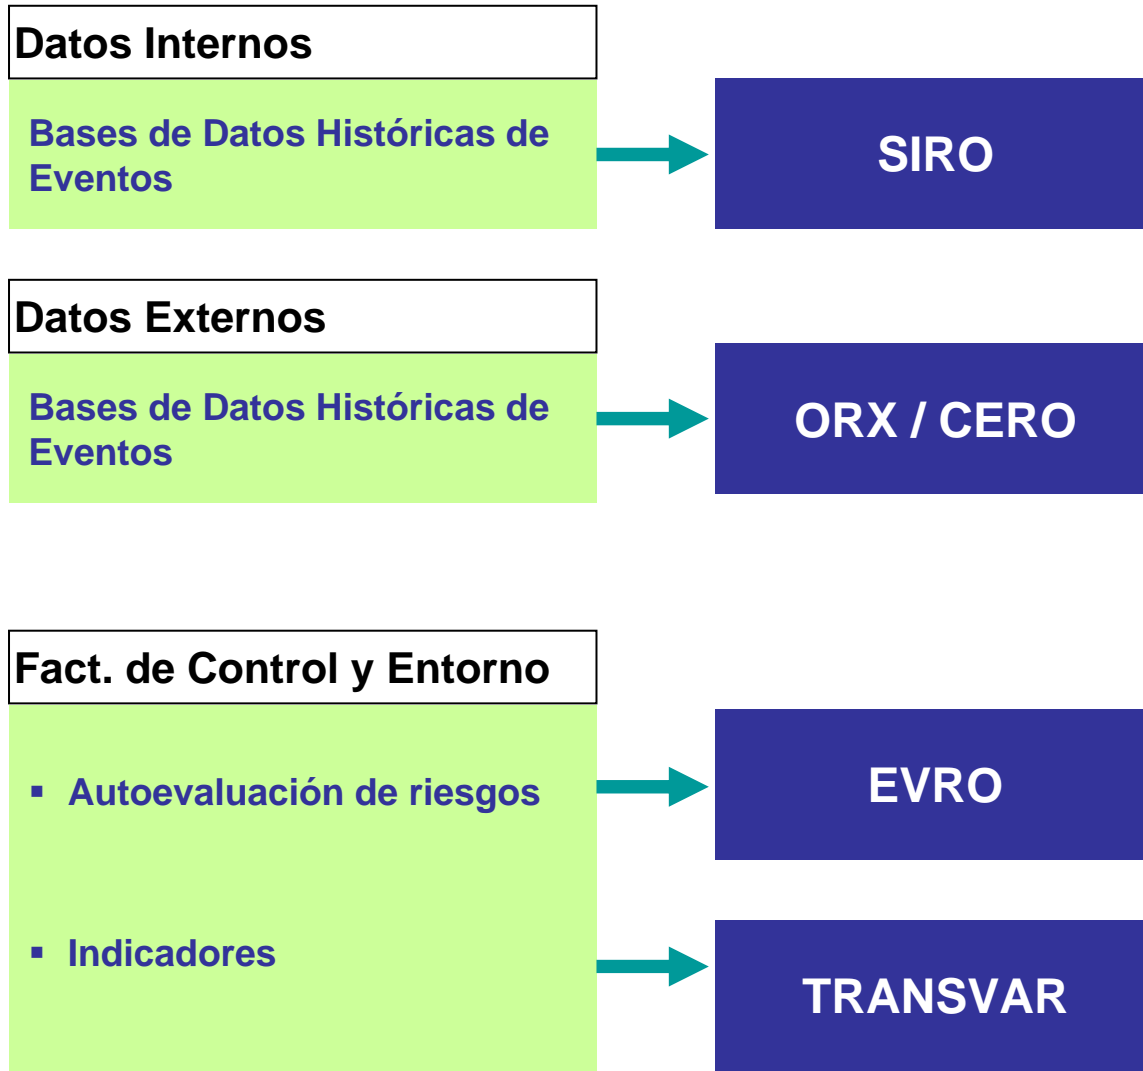 Datos Internos
Bases de Datos Históricas de
Eventos
SIRO
Datos Externos
Bases de Datos Históricas de
Eventos
ORX / CERO
Fact. de Control y Entorno
▪ Autoevaluación de riesgos
EVRO
▪ Indicadores
TRANSVAR